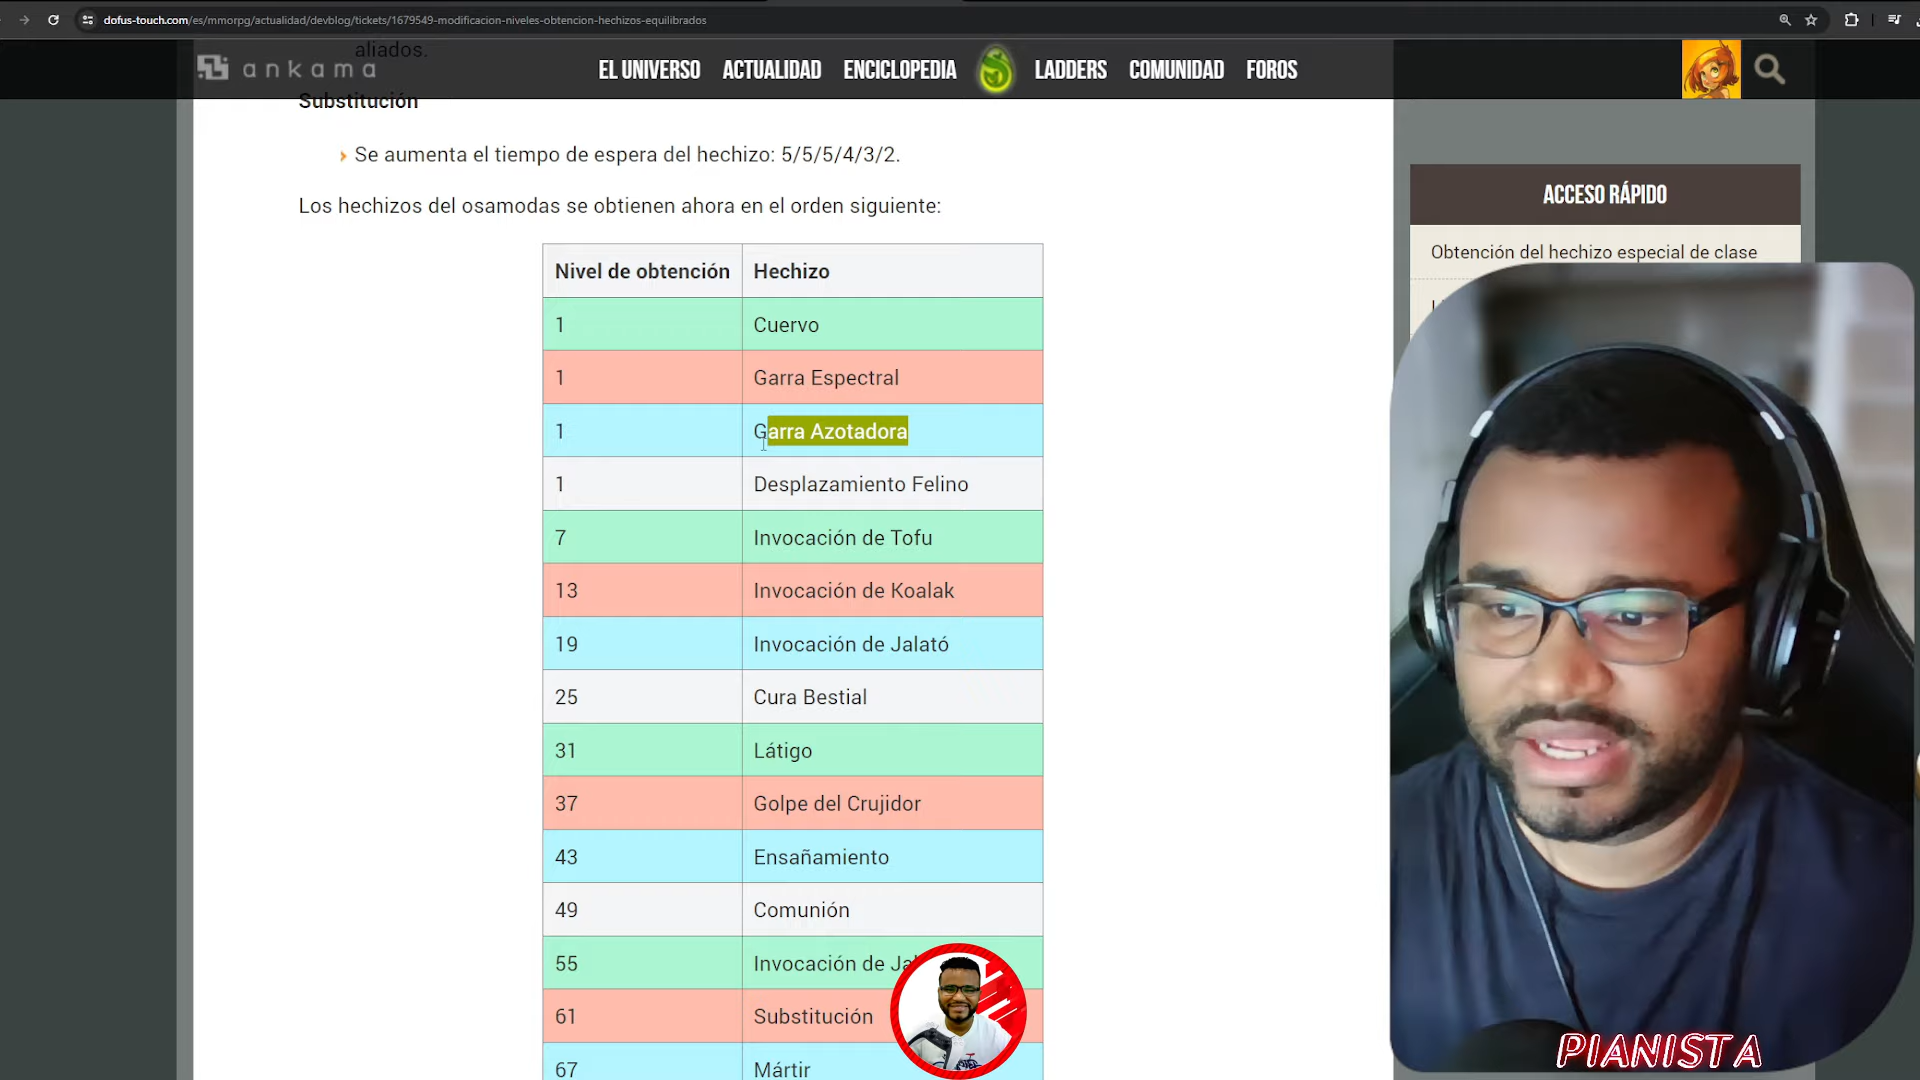 dofus-touch.com/es/mmorpg/actualidad/devblog/tickets/1679549-modificacion-niveles-obtencion-hechizos-equilibrados
aliados.
ankama
EL UNIVERSO ACTUALIDAD ENCICLOPEDIA LADDERS COMUNIDAD FOROS
Substitución
Se aumenta el tiempo de espera del hechizo: 5/5/5/4/3/2.
Los hechizos del osamodas se obtienen ahora en el orden siguiente:
Nivel de obtención Hechizo
1 Cuervo
1 Garra Espectral
1 Garra Azotadora
1 Desplazamiento Felino
7 Invocación de Tofu
13 Invocación de Koalak
19 Invocación de Jalató
25 Cura Bestial
31 Látigo
37 Golpe del Crujidor
43 Ensañamiento
49 Comunión
55 Invocación de
61 Substitución
67 Mártir
ACCESO RÁPIDO
Obtención del hechizo especial de clase
PIANISTA